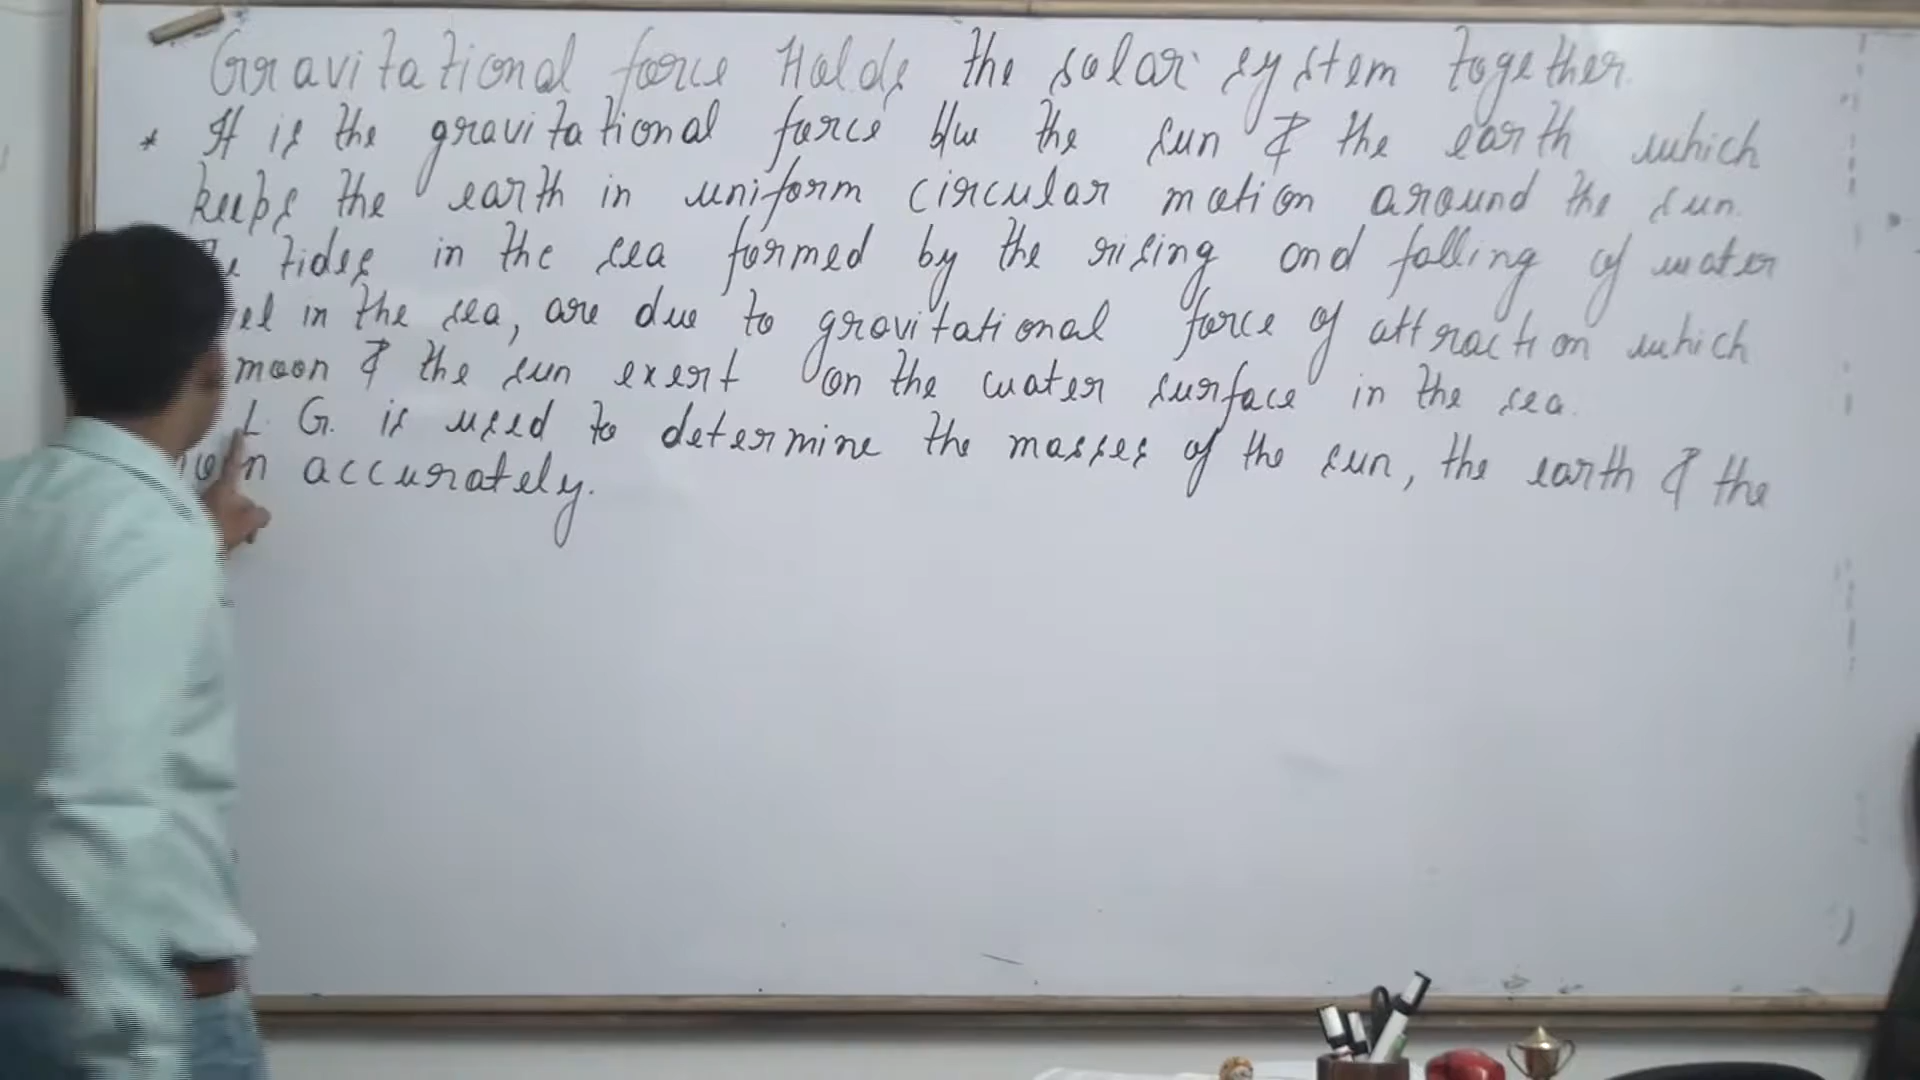 Gravitational force Holds the solar system together.
* It is the gravitational force b/w the sun & the earth which
keeps the earth in uniform circular motion around the sun.
tides in the sea formed by the rising and falling of water
in the sea, are due to gravitational force of attraction which
moon & the sun exert on the water surface in the sea.
L. G. is used to determine the masses of the sun, the earth & the
accurately.